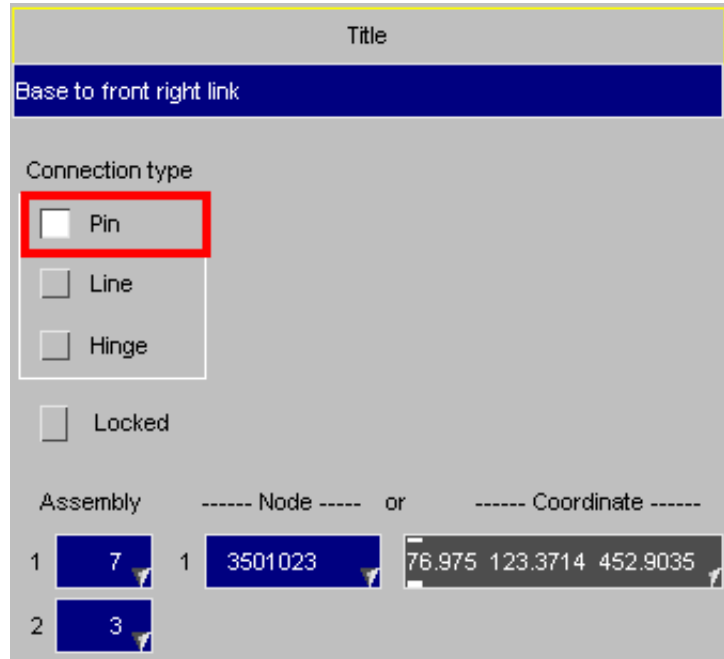 Title
Base to front right link
Connection type
Pin
Line
Hinge
Locked
Assembly ------ Node ----- or ------ Coordinate ------
1 7 1 3501023 76.975 123.3714 452.9035
2 3